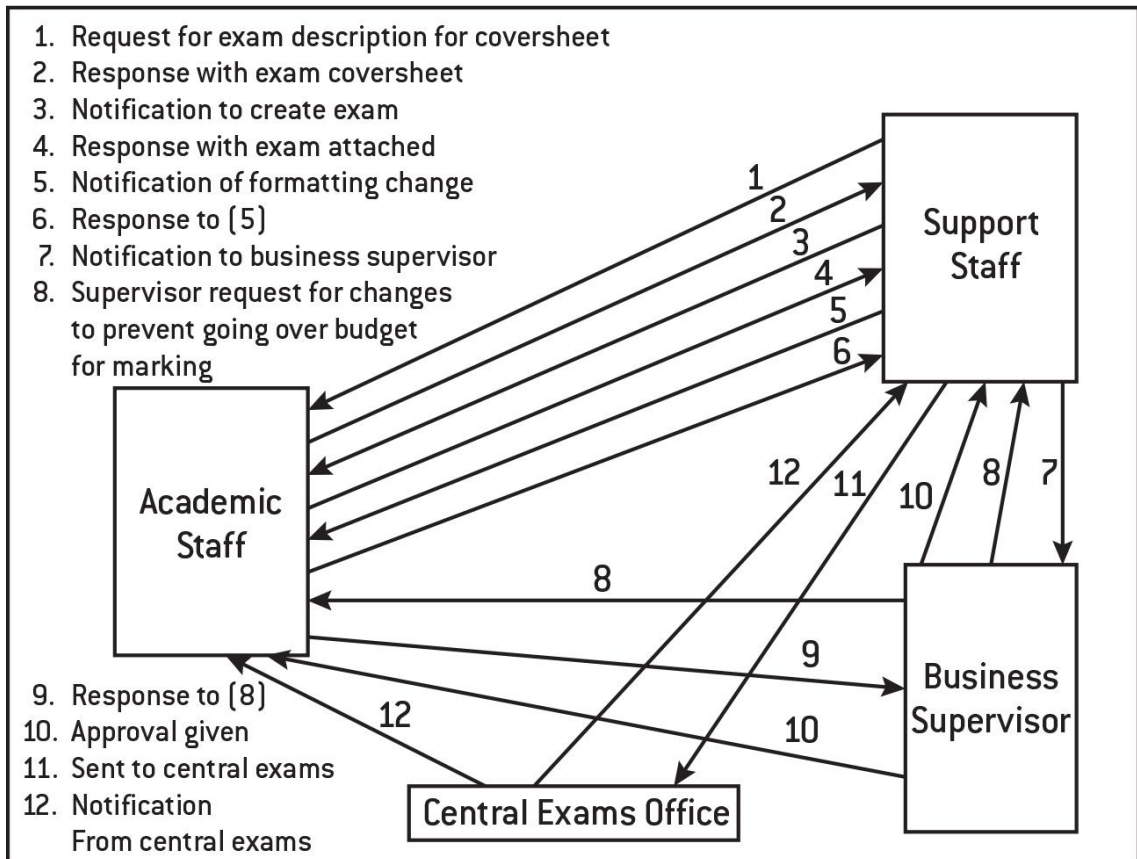 1. Request for exam description for coversheet
2. Response with exam coversheet
3. Notification to create exam
4. Response with exam attached
5. Notification of formatting change
6. Response to (5)
7. Notification to business supervisor
8. Supervisor request for changes
to prevent going over budget
for marking
1
2
3
4
5
6
Support
Staff
12
11
10
8
7
Academic
Staff
8
9
Business
Supervisor
10
12
9. Response to (8)
10. Approval given
11. Sent to central exams
12. Notification
From central exams
Central Exams Office